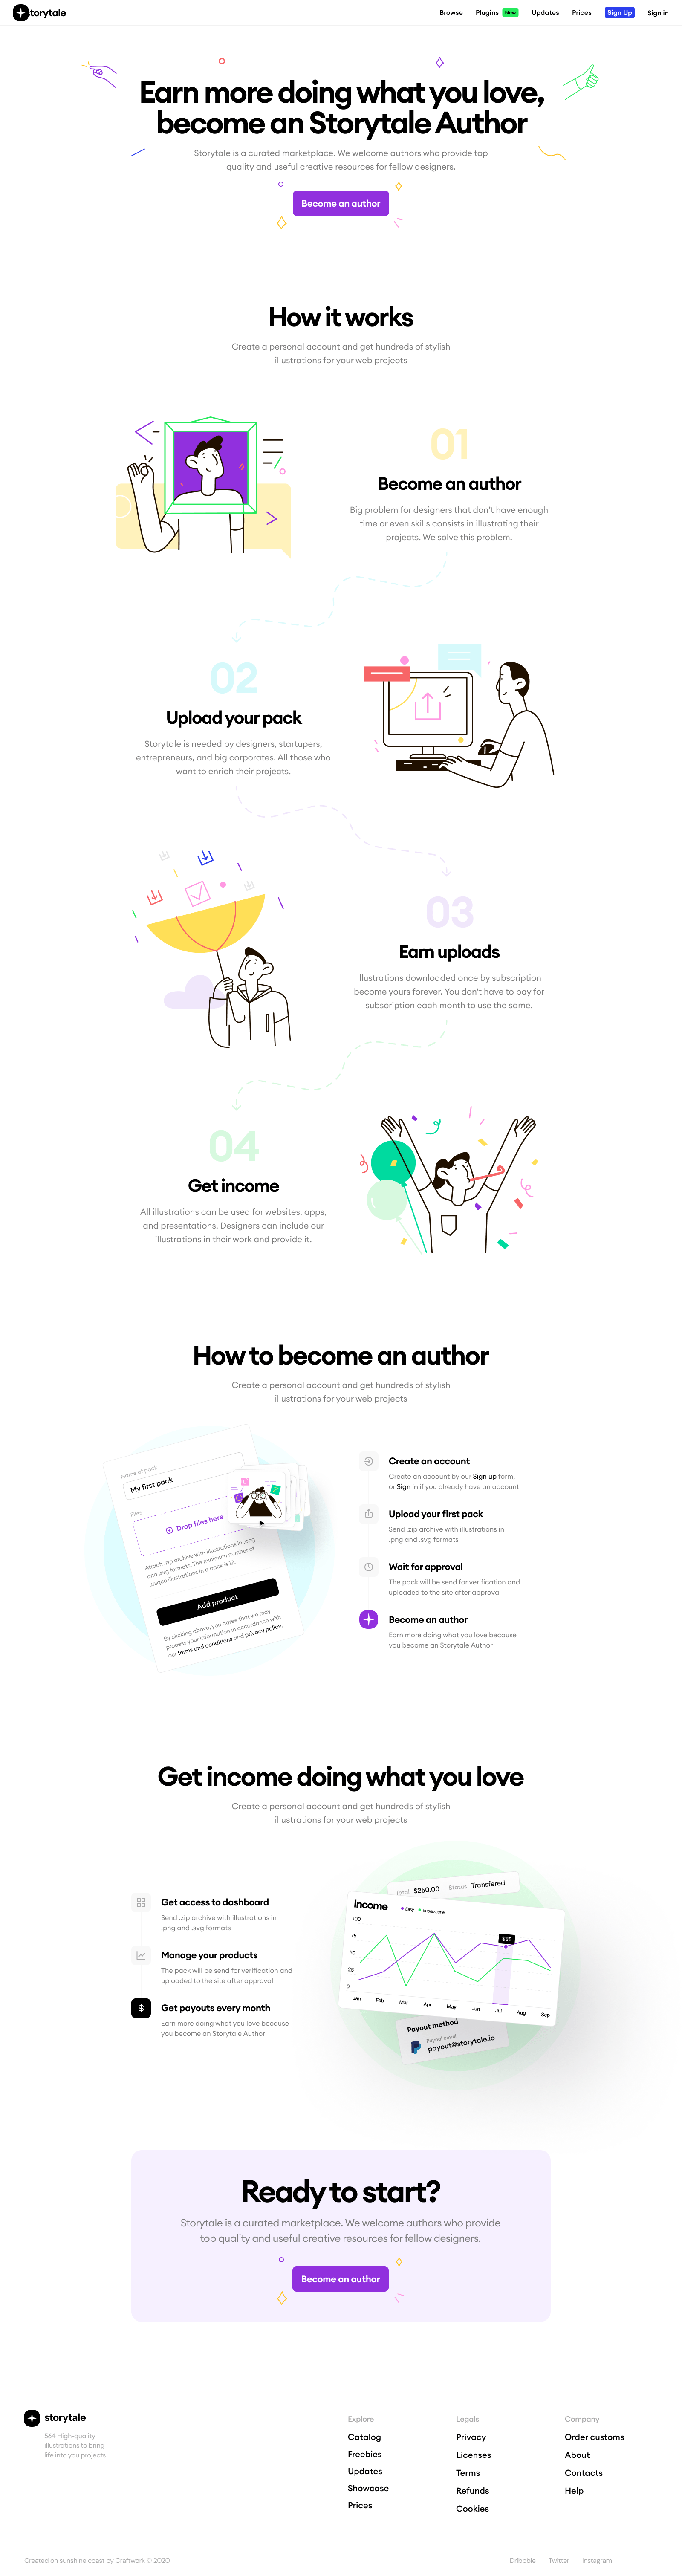 storytale
Browse
Plugins
New
Updates
Prices
Sign Up
Sign in
Earn more doing what you love,
become an Storytale Author
Storytale is a curated marketplace. We welcome authors who provide top
quality and useful creative resources for fellow designers.
Become an author
How it works
Create a personal account and get hundreds of stylish
illustrations for your web projects
01
Become an author
Big problem for designers that don't have enough
time or even skills consists in illustrating their
projects. We solve this problem.
02
Upload your pack
Storytale is needed by designers, startupers,
entrepreneurs, and big corporates. All those who
want to enrich their projects.
03
Earn uploads
Illustrations downloaded once by subscription
become yours forever. You don't have to pay for
subscription each month to use the same.
04
Get income
All illustrations can be used for websites, apps,
and presentations. Designers can include our
illustrations in their work and provide it.
How to become an author
Create a personal account and get hundreds of stylish
illustrations for your web projects
Name of pack
My first pack
Files
Drop files here
Attach .zip archive with illustrations in .png
and .svg formats. The minimum number of
unique illustrations in a pack is 12.
Add product
By clicking above, you agree that we may
process your information in accordance with
our terms and conditions and privacy policy.
Create an account
Create an account by our Sign up form,
or Sign in if you already have an account
Upload your first pack
Send .zip archive with illustrations in
.png and .svg formats
Wait for approval
The pack will be send for verification and
uploaded to the site after approval
Become an author
Earn more doing what you love because
you become an Storytale Author
Get income doing what you love
Create a personal account and get hundreds of stylish
illustrations for your web projects
Get access to dashboard
Send .zip archive with illustrations in
.png and .svg formats
Manage your products
The pack will be send for verification and
uploaded to the site after approval
$
Get payouts every month
Earn more doing what you love because
you become an Storytale Author
Total $250.00 Status Transfered
Income
Easy
Superscene
100
75
50
25
0
$85
Jan Feb Mar Apr May Jun Jul Aug Sep
Payout method
Paypal email
payout@storytale.io
Ready to start?
Storytale is a curated marketplace. We welcome authors who provide
top quality and useful creative resources for fellow designers.
Become an author
storytale
564 High-quality
illustrations to bring
life into you projects
Explore
Catalog
Freebies
Updates
Showcase
Prices
Legals
Privacy
Licenses
Terms
Refunds
Cookies
Company
Order customs
About
Contacts
Help
Created on sunshine coast by Craftwork © 2020
Dribbble
Twitter
Instagram